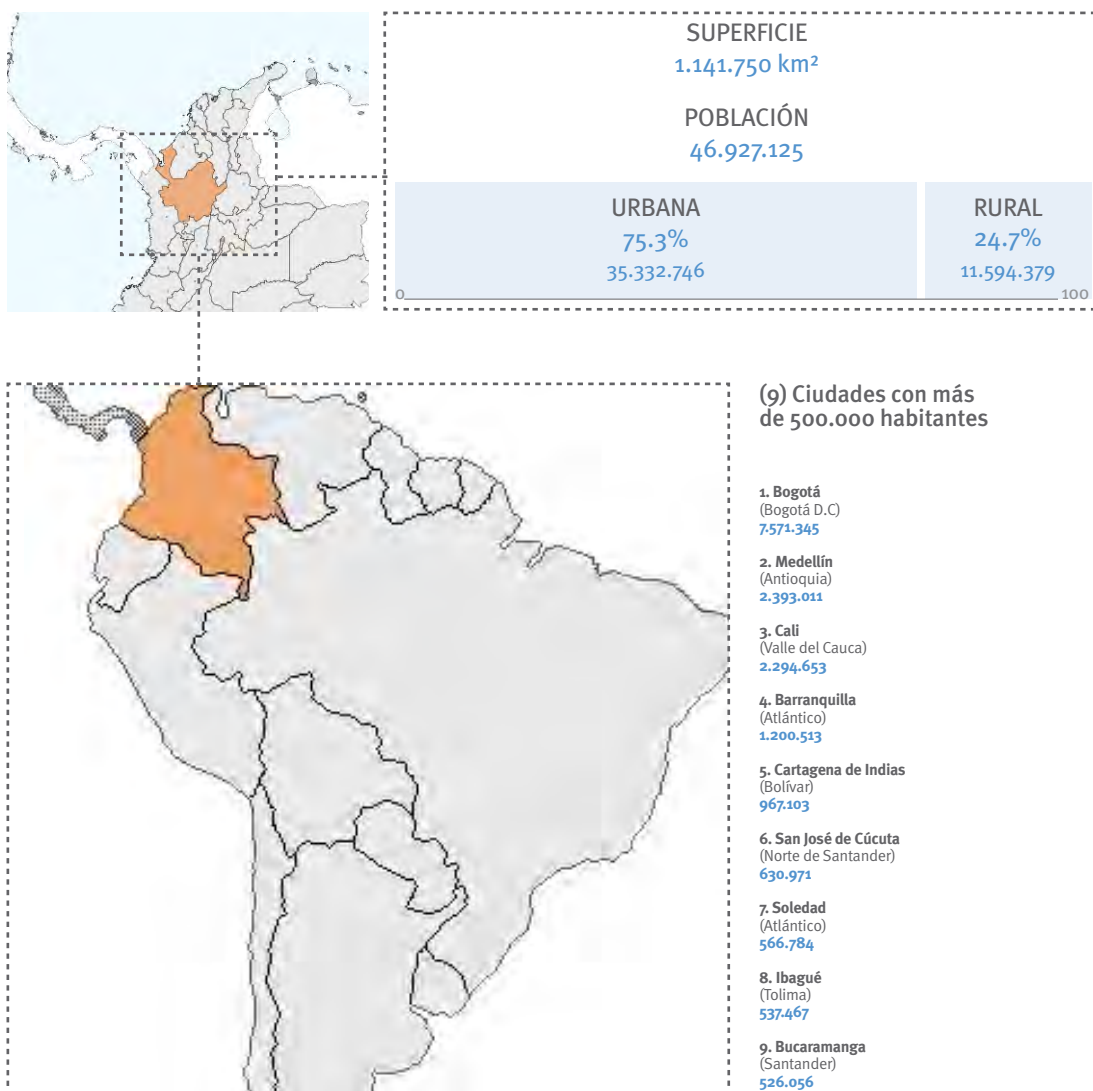 SUPERFICIE
1.141.750 km²
POBLACIÓN
46.927.125
URBANA
75.3%
35.332.746
RURAL
24.7%
11.594.379
0
100
(9) Ciudades con más
de 500.000 habitantes
1. Bogotá
(Bogotá D.C)
7.571.345
2. Medellín
(Antioquia)
2.393.011
3. Cali
(Valle del Cauca)
2.294.653
4. Barranquilla
(Atlántico)
1.200.513
5. Cartagena de Indias
(Bolívar)
967.103
6. San José de Cúcuta
(Norte de Santander)
630.971
7. Soledad
(Atlántico)
566.784
8. Ibagué
(Tolima)
537.467
9. Bucaramanga
(Santander)
526.056